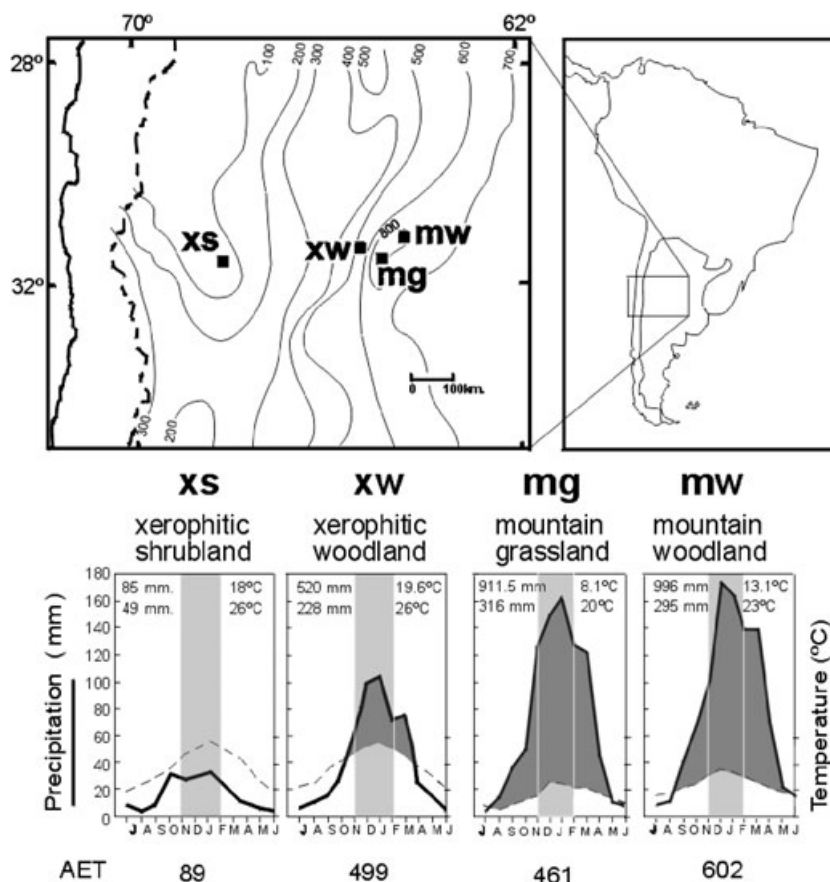 70º 62º
28º
32º
100
200
300
400
500
500
600
700
xs
xw
800
mw
mg
0 100km.
300
200
xs xw mg mw
xerophitic shrubland
xerophitic woodland
mountain grassland
mountain woodland
Precipitation (mm)
Temperature (ºC)
180
160
140
120
100
80
60
40
20
0
85 mm. 18ºC
49 mm. 26ºC
520 mm 19.6ºC
228 mm 26ºC
911.5 mm 8.1ºC
316 mm 20ºC
996 mm 13.1ºC
295 mm 23ºC
J A S O N D J F M A M J
J A S O N D J F M A M J
J A S O N D J F M A M J
J A S O N D J F M A M J
AET 89 499 461 602